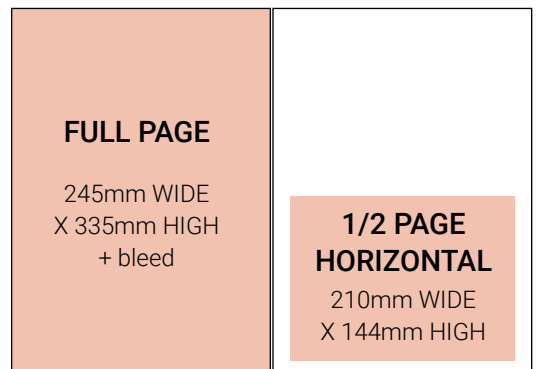 FULL PAGE
245mm WIDE
X 335mm HIGH
+ bleed
1/2 PAGE
HORIZONTAL
210mm WIDE
X 144mm HIGH